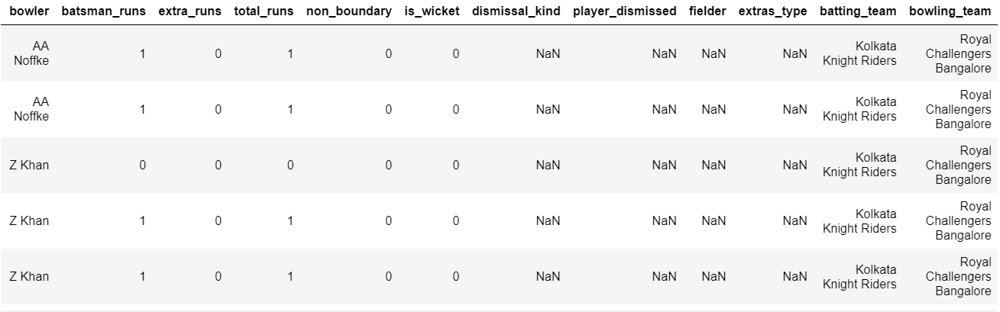 bowler batsman_runs extra_runs total_runs non_boundary is_wicket dismissal_kind player_dismissed fielder extras_type batting_team bowling_team
AA Noffke 1 0 1 0 0 NaN NaN NaN NaN Kolkata Knight Riders Royal Challengers Bangalore
AA Noffke 1 0 1 0 0 NaN NaN NaN NaN Kolkata Knight Riders Royal Challengers Bangalore
Z Khan 0 0 0 0 0 NaN NaN NaN NaN Kolkata Knight Riders Royal Challengers Bangalore
Z Khan 1 0 1 0 0 NaN NaN NaN NaN Kolkata Knight Riders Royal Challengers Bangalore
Z Khan 1 0 1 0 0 NaN NaN NaN NaN Kolkata Knight Riders Royal Challengers Bangalore